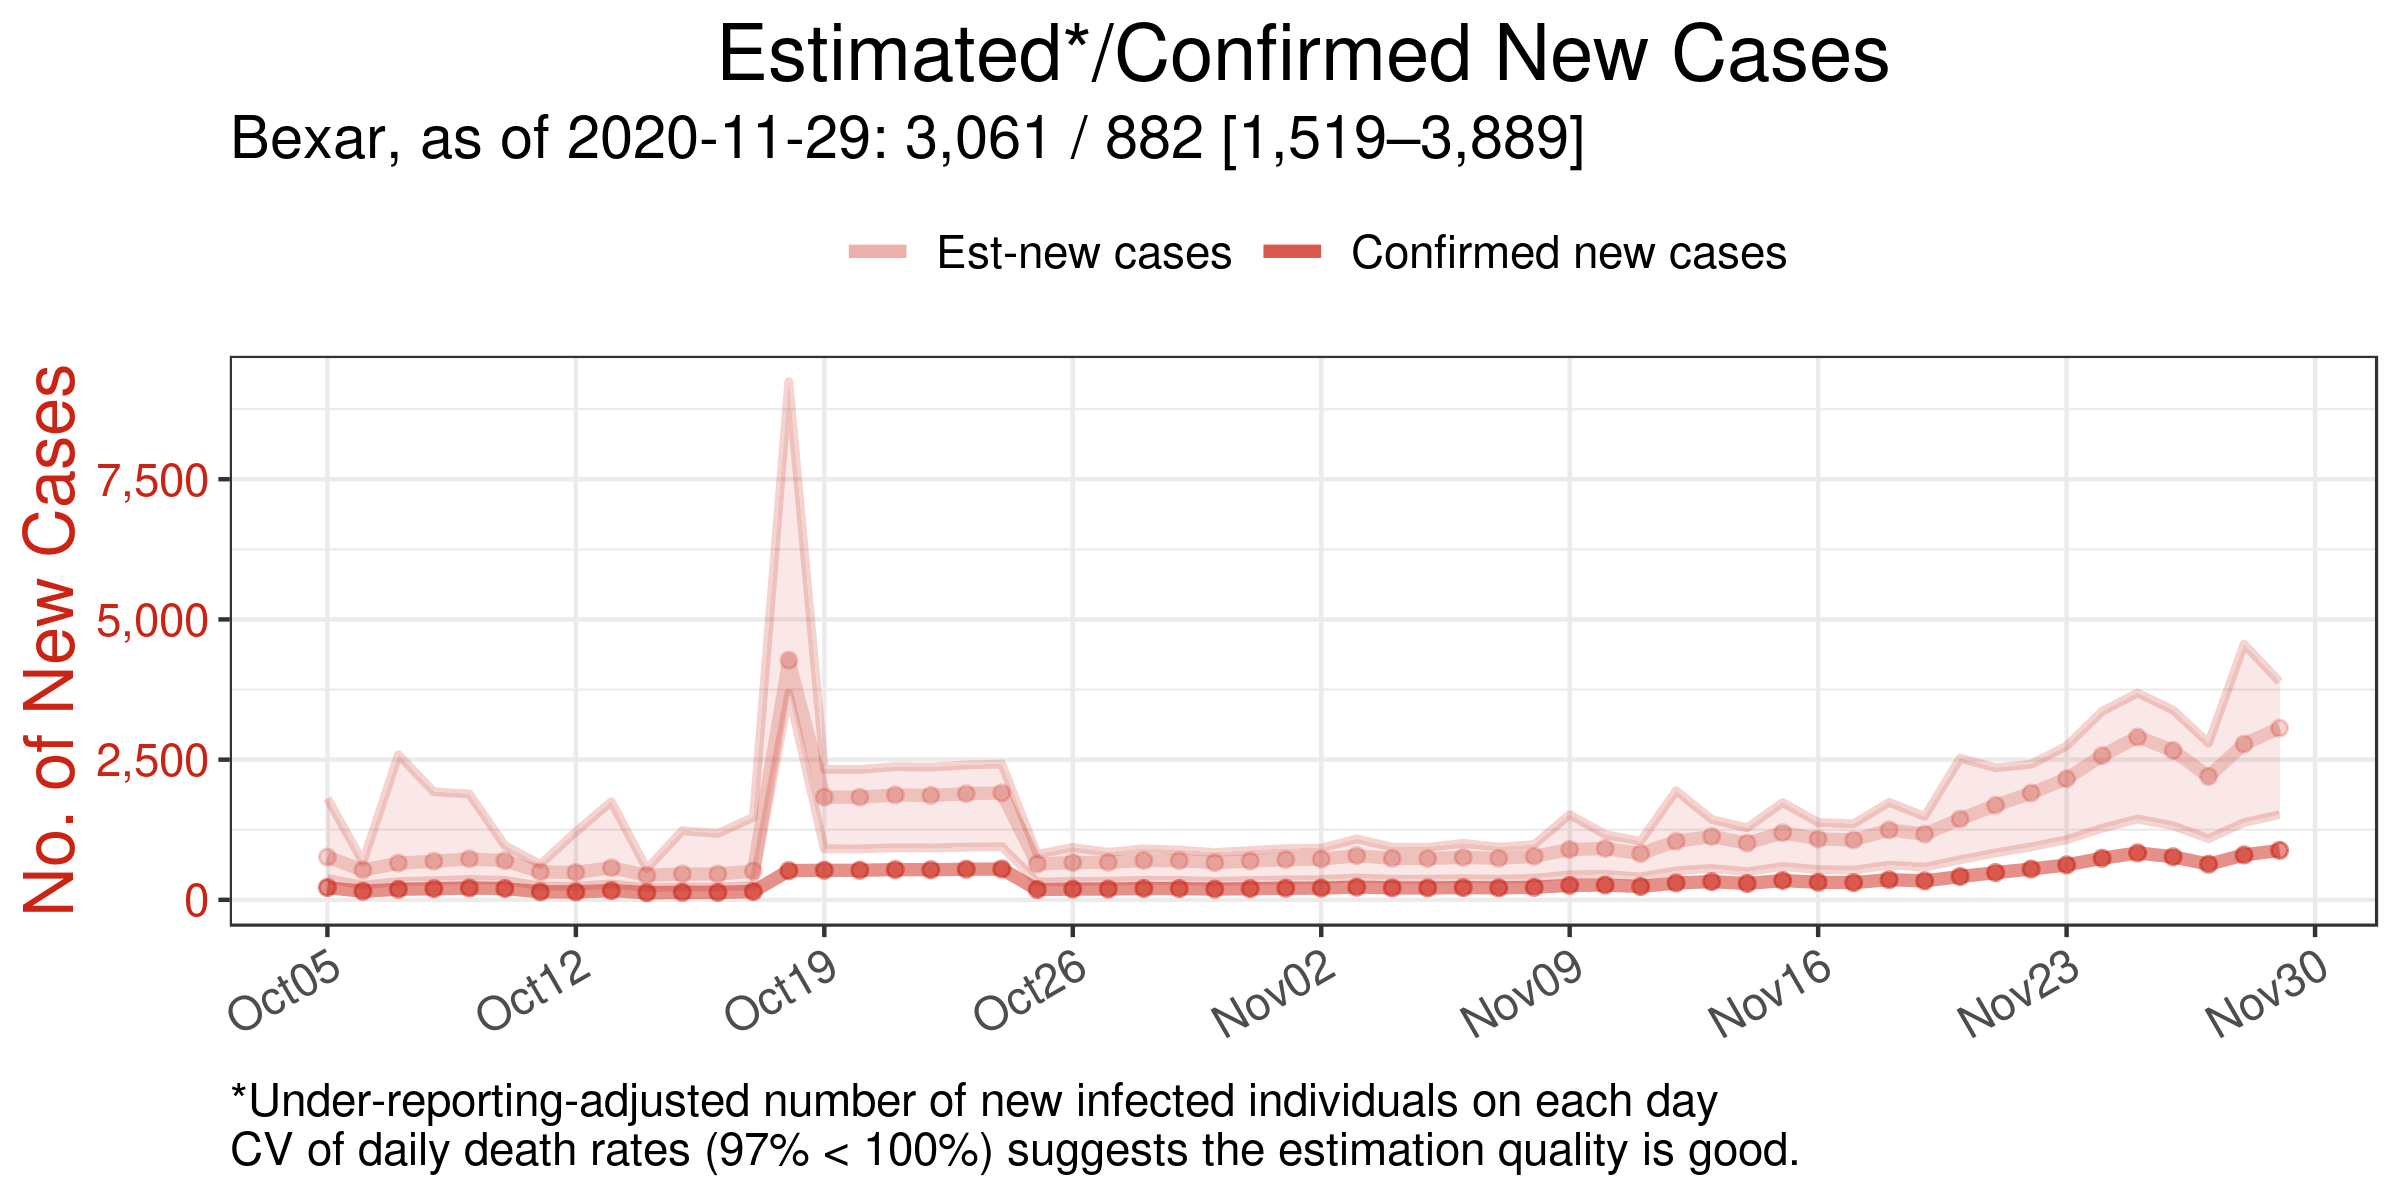 Estimated*/Confirmed New Cases
Bexar, as of 2020-11-29: 3,061 / 882 [1,519–3,889]
Est-new cases
Confirmed new cases
No. of New Cases
7,500
5,000
2,500
0
Oct05
Oct12
Oct19
Oct26
Nov02
Nov09
Nov16
Nov23
Nov30
*Under-reporting-adjusted number of new infected individuals on each day
CV of daily death rates (97% < 100%) suggests the estimation quality is good.